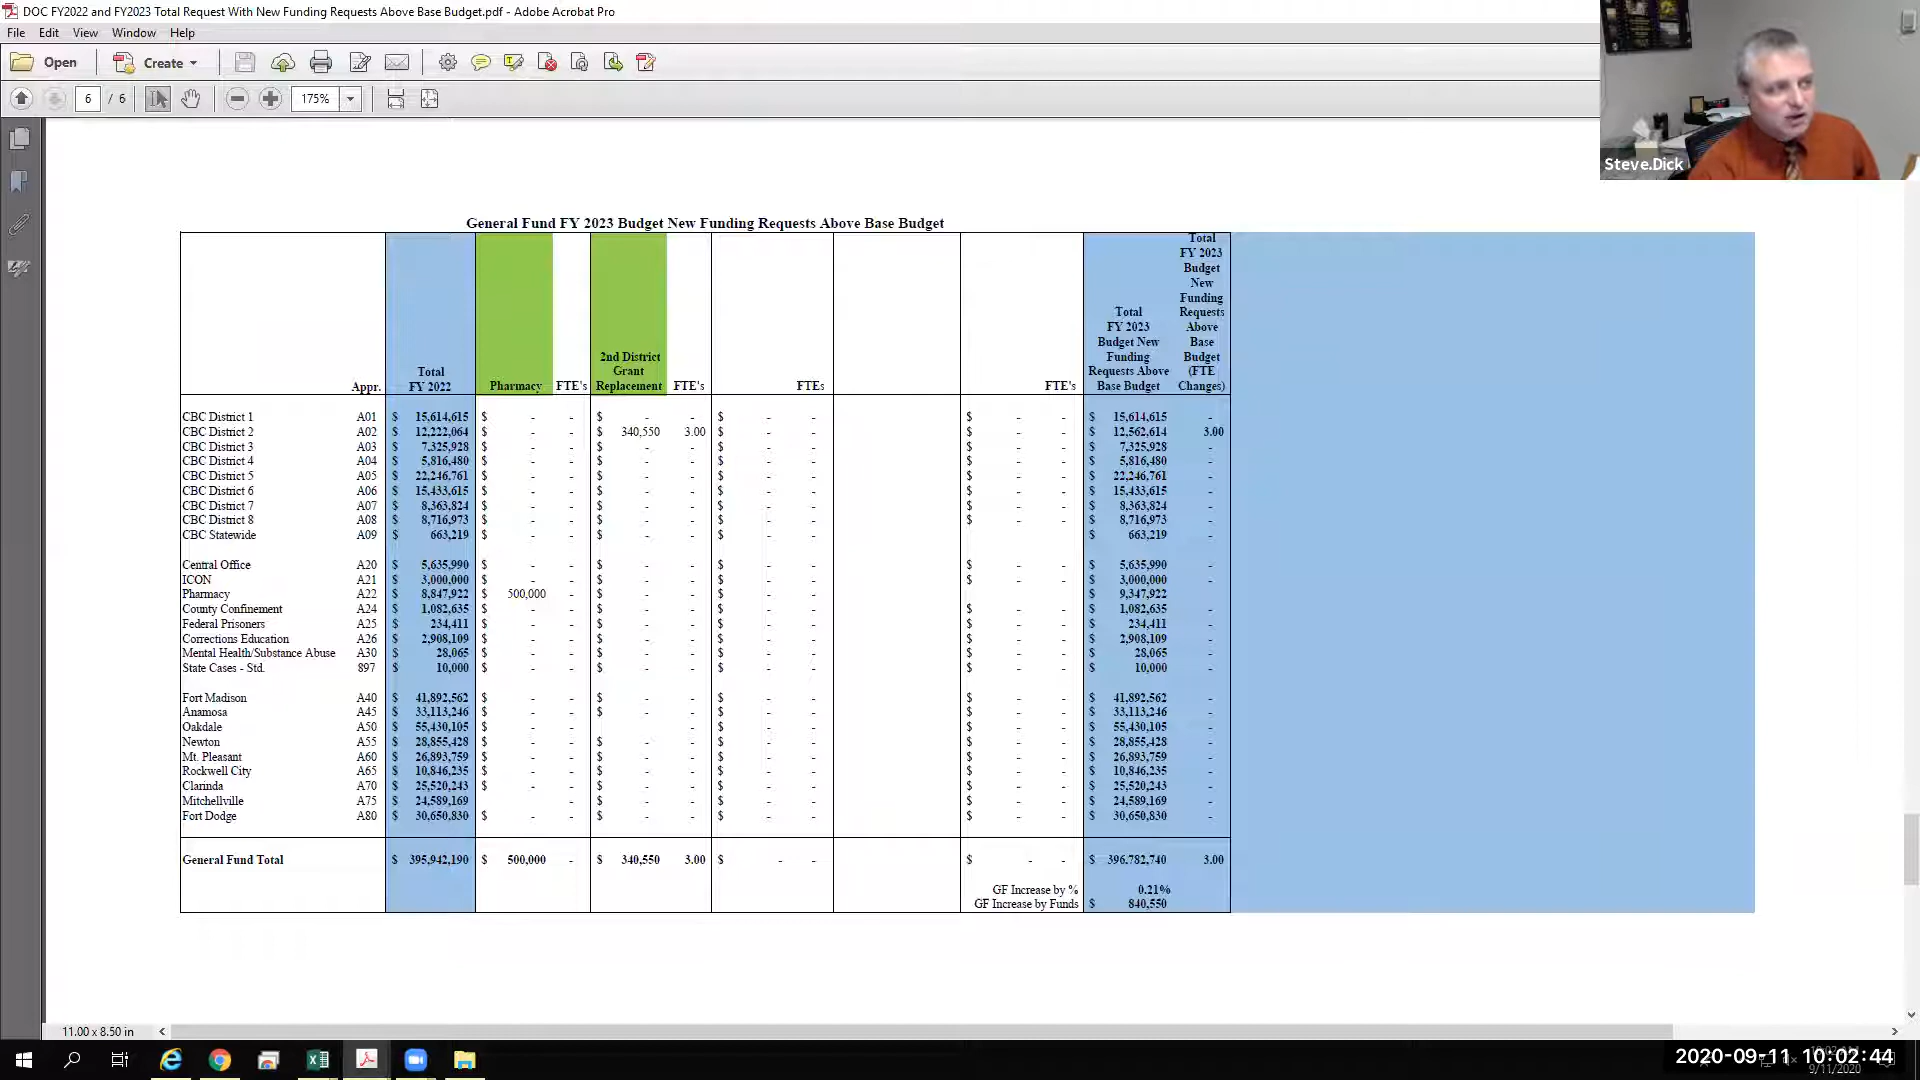 DOC FY2022 and FY2023 Total Request With New Funding Requests Above Base Budget.pdf - Adobe Acrobat Pro
File Edit View Window Help
Open Create
6 / 6 175%
Steve.Dick
General Fund FY 2023 Budget New Funding Requests Above Base Budget
Appr.
Total
FY 2022
Pharmacy
FTE's
2nd District
Grant
Replacement
FTE's
FTEs
FTE's
Total
FY 2023
Budget New
Funding
Requests Above
Base Budget
Total
FY 2023
Budget
New
Funding
Requests
Above
Base
Budget
(FTE
Changes)
CBC District 1 A01 $ 15,614,615 $ - - $ - - $ - - $ - - $ 15,614,615 -
CBC District 2 A02 $ 12,222,064 $ - - $ 340,550 3.00 $ - - $ - - $ 12,562,614 3.00
CBC District 3 A03 $ 7,325,928 $ - - $ - - $ - - $ - - $ 7,325,928 -
CBC District 4 A04 $ 5,816,480 $ - - $ - - $ - - $ - - $ 5,816,480 -
CBC District 5 A05 $ 22,246,761 $ - - $ - - $ - - $ - - $ 22,246,761 -
CBC District 6 A06 $ 15,433,615 $ - - $ - - $ - - $ - - $ 15,433,615 -
CBC District 7 A07 $ 8,363,824 $ - - $ - - $ - - $ - - $ 8,363,824 -
CBC District 8 A08 $ 8,716,973 $ - - $ - - $ - - $ - - $ 8,716,973 -
CBC Statewide A09 $ 663,219 $ - - $ - - $ - - - - $ 663,219 -
Central Office A20 $ 5,635,990 $ - - $ - - $ - - $ - - $ 5,635,990 -
ICON A21 $ 3,000,000 $ - - $ - - $ - - $ - - $ 3,000,000 -
Pharmacy A22 $ 8,847,922 $ 500,000 - $ - - $ - - - - $ 9,347,922 -
County Confinement A24 $ 1,082,635 $ - - $ - - $ - - $ - - $ 1,082,635 -
Federal Prisoners A25 $ 234,411 $ - - $ - - $ - - $ - - $ 234,411 -
Corrections Education A26 $ 2,908,109 $ - - $ - - $ - - $ - - $ 2,908,109 -
Mental Health/Substance Abuse A30 $ 28,065 $ - - $ - - $ - - $ - - $ 28,065 -
State Cases - Std. 897 $ 10,000 $ - - $ - - $ - - $ - - $ 10,000 -
Fort Madison A40 $ 41,892,562 $ - - $ - - $ - - $ - - $ 41,892,562 -
Anamosa A45 $ 33,113,246 $ - - $ - - $ - - $ - - $ 33,113,246 -
Oakdale A50 $ 55,430,105 $ - - - - $ - - $ - - $ 55,430,105 -
Newton A55 $ 28,855,428 $ - - $ - - $ - - $ - - $ 28,855,428 -
Mt. Pleasant A60 $ 26,893,759 $ - - $ - - $ - - $ - - $ 26,893,759 -
Rockwell City A65 $ 10,846,235 $ - - $ - - $ - - $ - - $ 10,846,235 -
Clarinda A70 $ 25,520,243 $ - - $ - - $ - - $ - - $ 25,520,243 -
Mitchellville A75 $ 24,589,169 - $ - - $ - - $ - - $ 24,589,169 -
Fort Dodge A80 $ 30,650,830 $ - - $ - - $ - - $ - - $ 30,650,830 -
General Fund Total $ 395,942,190 $ 500,000 - $ 340,550 3.00 $ - - $ - - $ 396,782,740 3.00
GF Increase by % 0.21%
GF Increase by Funds $ 840,550
11.00 x 8.50 in
2020-09-11 10:02:44
9/11/2020